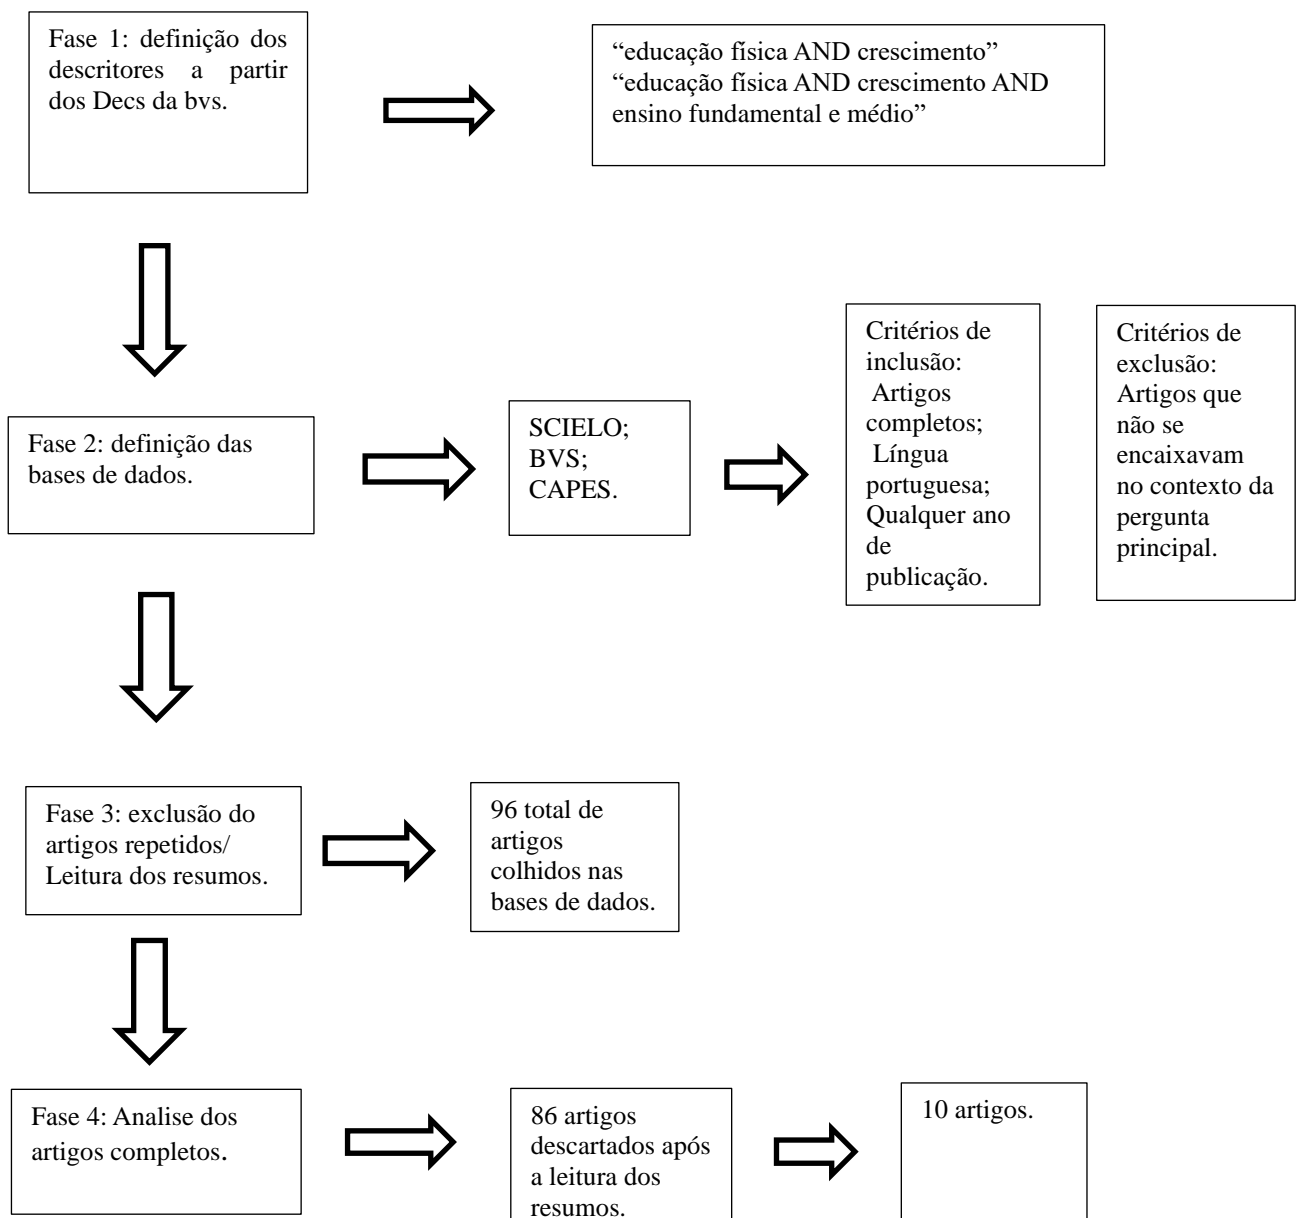 Fase 1: definição dos
descritores a partir
dos Decs da bvs.
“educação física AND crescimento”
“educação física AND crescimento AND
ensino fundamental e médio”
Fase 2: definição das
bases de dados.
SCIELO;
BVS;
CAPES.
Critérios de
inclusão:
Artigos
completos;
Língua
portuguesa;
Qualquer ano
de
publicação.
Critérios de
exclusão:
Artigos que
não se
encaixavam
no contexto da
pergunta
principal.
Fase 3: exclusão do
artigos repetidos/
Leitura dos resumos.
96 total de
artigos
colhidos nas
bases de dados.
Fase 4: Analise dos
artigos completos.
86 artigos
descartados após
a leitura dos
resumos.
10 artigos.